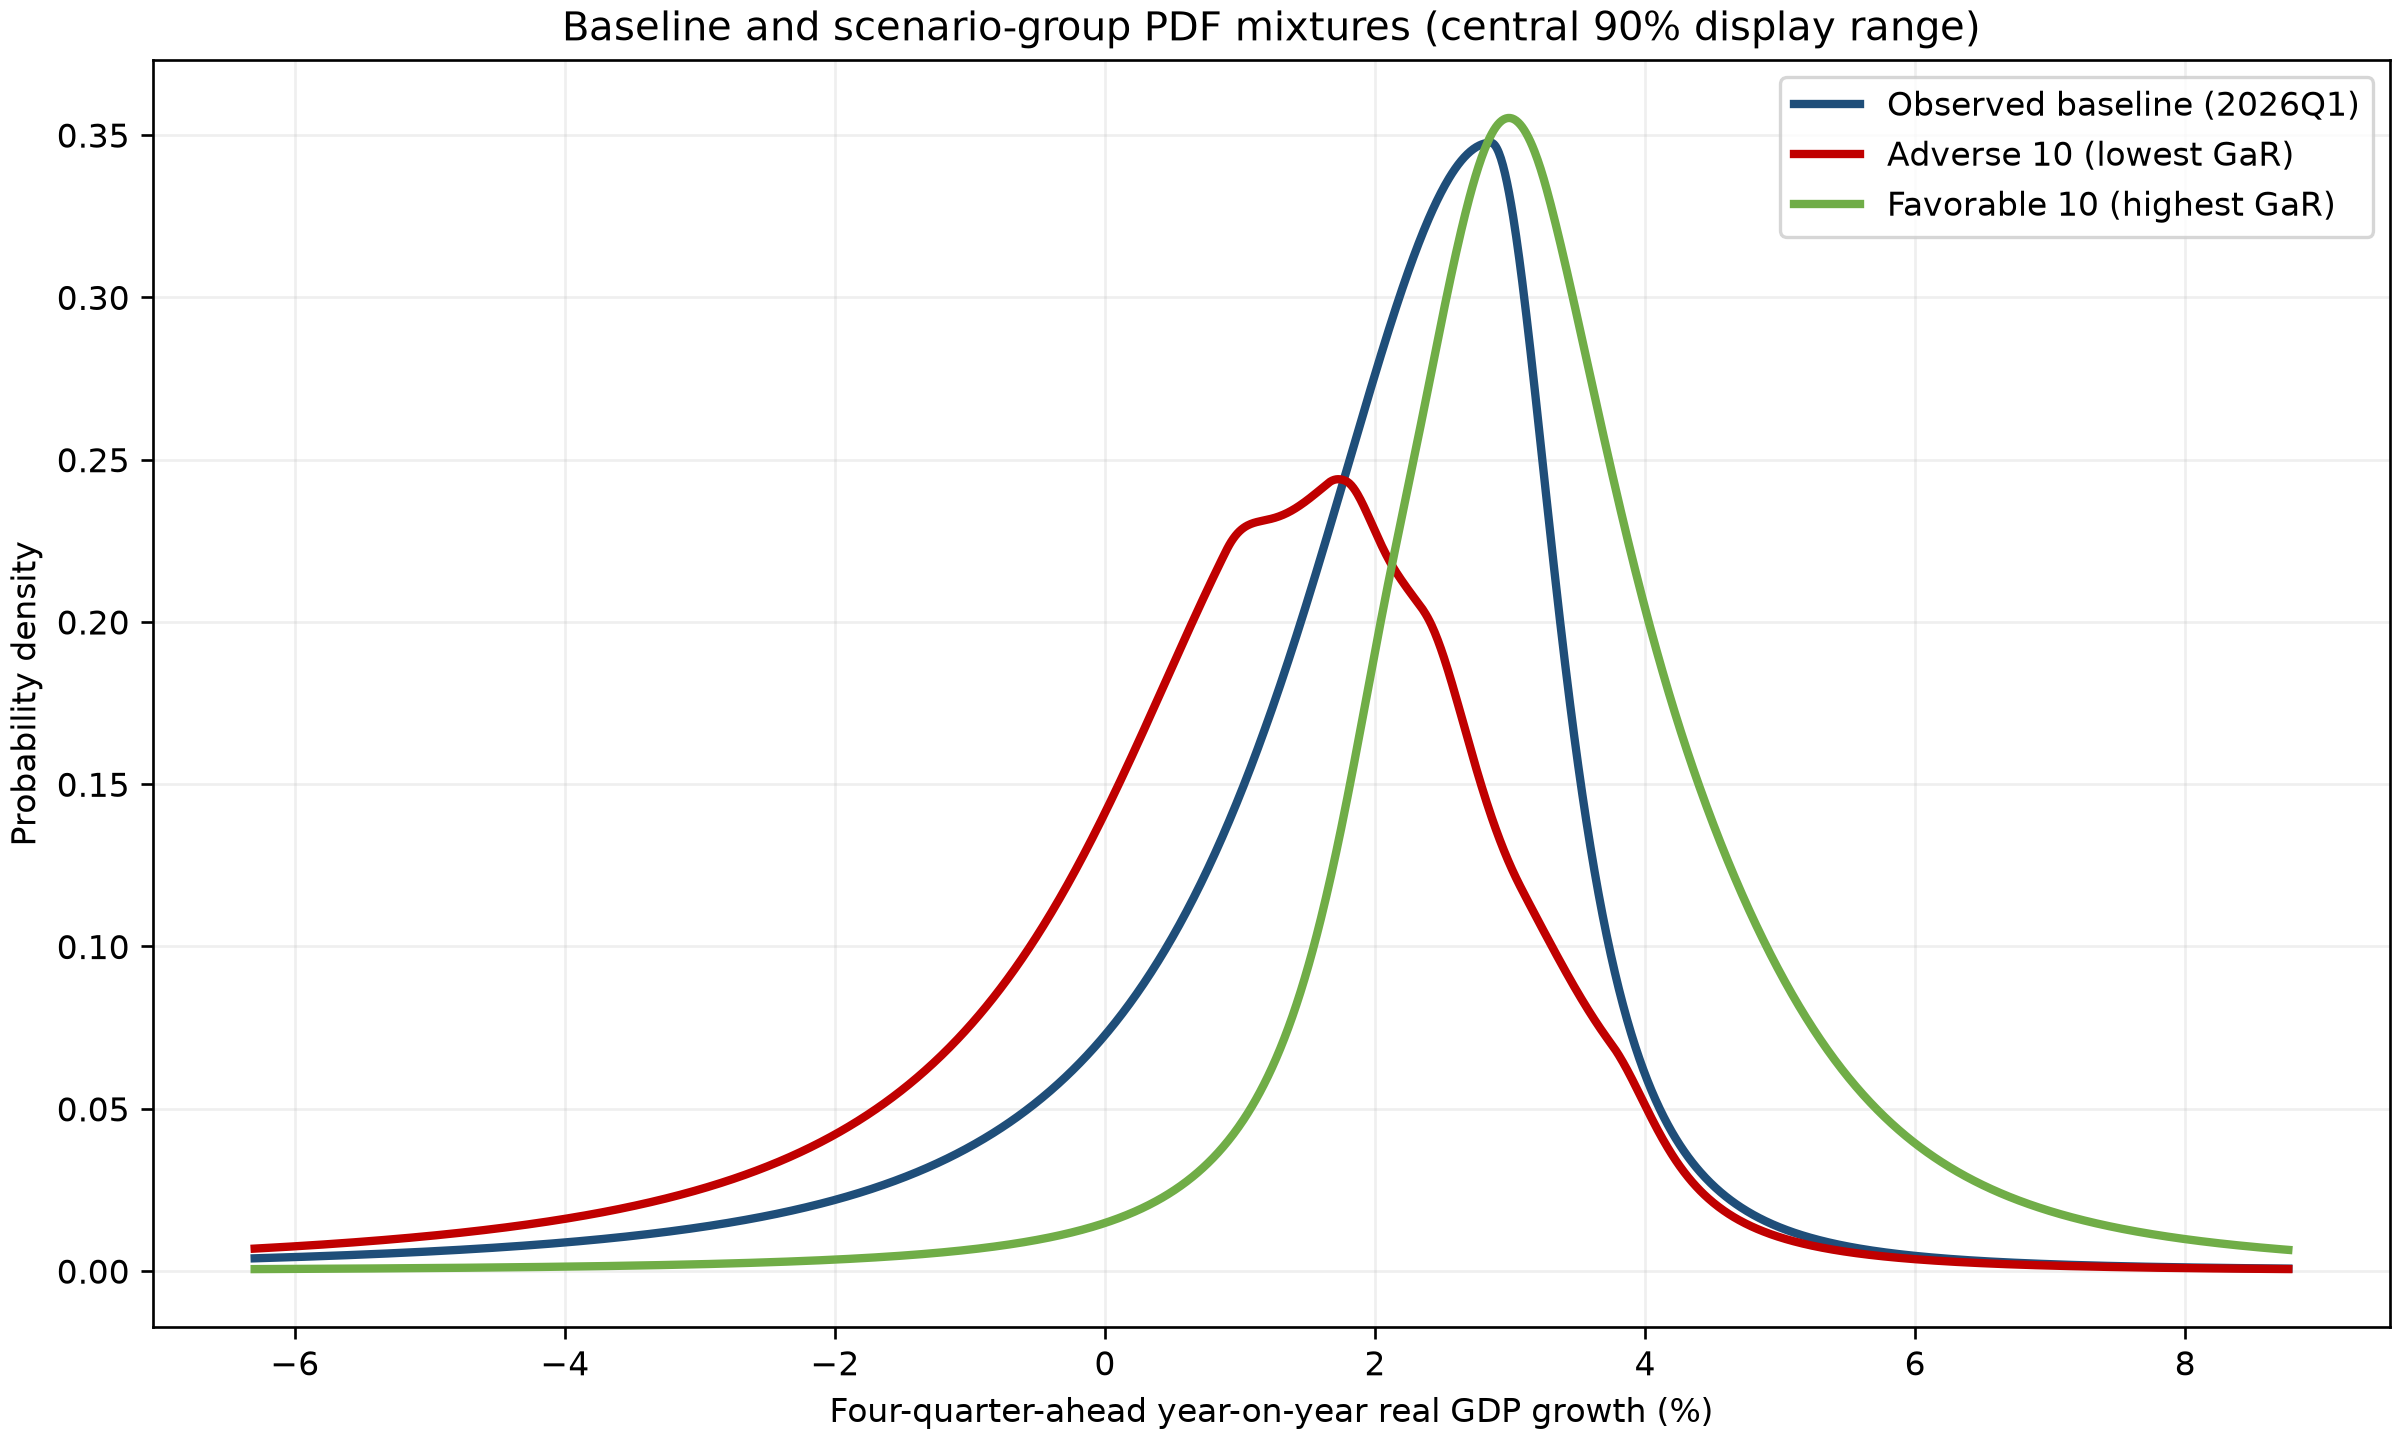 Baseline and scenario-group PDF mixtures (central 90% display range)
Observed baseline (2026Q1)
Adverse 10 (lowest GaR)
Favorable 10 (highest GaR)
Probability density
0.35
0.30
0.25
0.20
0.15
0.10
0.05
0.00
−6 −4 −2 0 2 4 6 8
Four-quarter-ahead year-on-year real GDP growth (%)